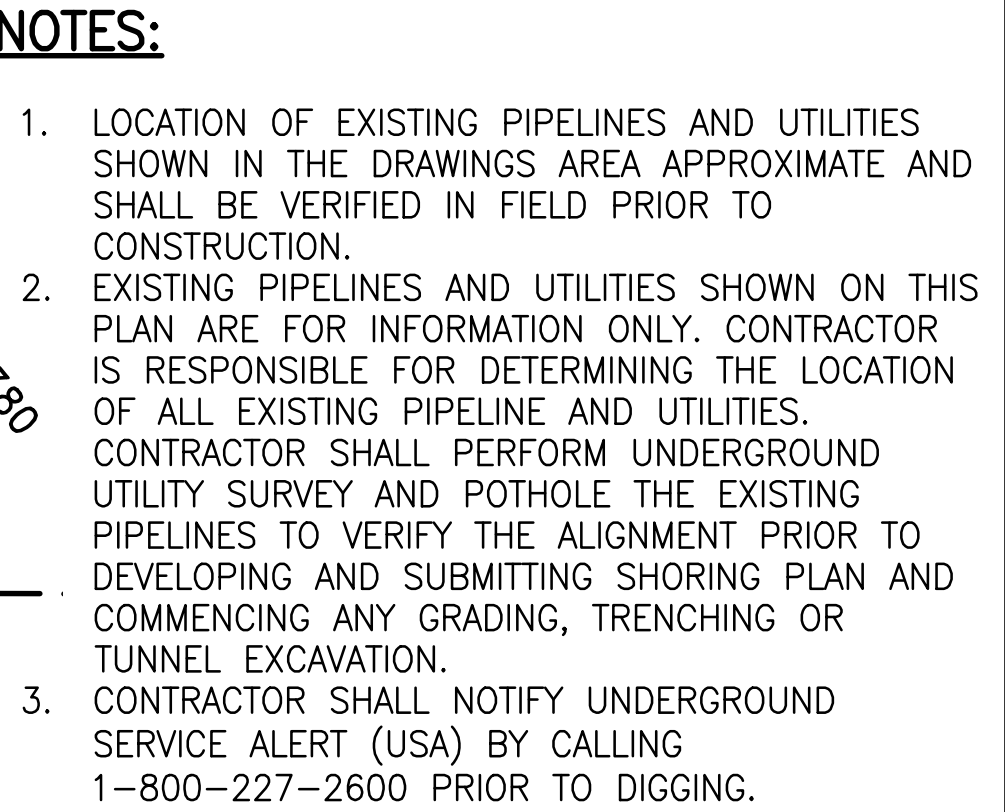 NOTES:
1. LOCATION OF EXISTING PIPELINES AND UTILITIES
SHOWN IN THE DRAWINGS AREA APPROXIMATE AND
SHALL BE VERIFIED IN FIELD PRIOR TO
CONSTRUCTION.
2. EXISTING PIPELINES AND UTILITIES SHOWN ON THIS
PLAN ARE FOR INFORMATION ONLY. CONTRACTOR
IS RESPONSIBLE FOR DETERMINING THE LOCATION
OF ALL EXISTING PIPELINE AND UTILITIES.
CONTRACTOR SHALL PERFORM UNDERGROUND
UTILITY SURVEY AND POTHOLE THE EXISTING
PIPELINES TO VERIFY THE ALIGNMENT PRIOR TO
DEVELOPING AND SUBMITTING SHORING PLAN AND
COMMENCING ANY GRADING, TRENCHING OR
TUNNEL EXCAVATION.
3. CONTRACTOR SHALL NOTIFY UNDERGROUND
SERVICE ALERT (USA) BY CALLING
1-800-227-2600 PRIOR TO DIGGING.